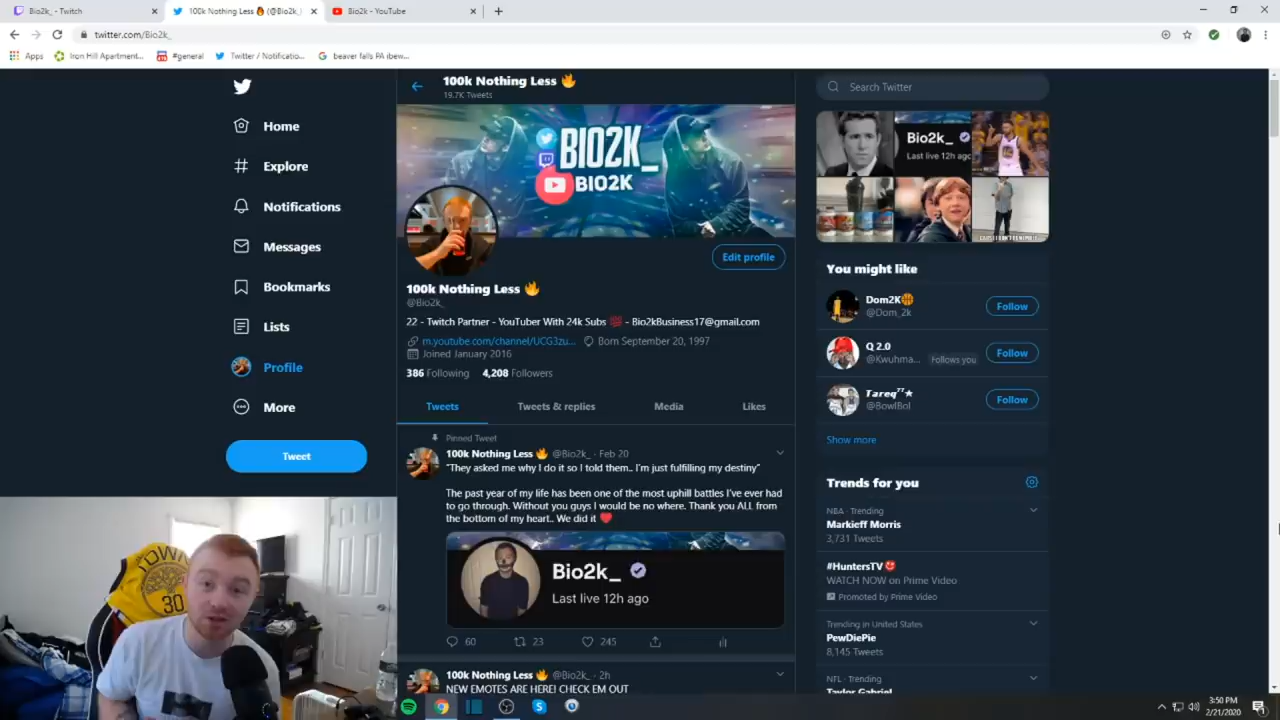 Bio2k_ - Twitch
100k Nothing Less🔥 (@Bio2k_)
Bio2k - YouTube
twitter.com/Bio2k_
Apps
Iron Hill Apartment...
#general
Twitter / Notificatio...
beaver falls PA ibew...
100k Nothing Less 🔥
19.7K Tweets
Search Twitter
Home
Explore
Notifications
Messages
Bookmarks
Lists
Profile
More
Tweet
BIO2K_
BIO2K
Edit profile
100k Nothing Less 🔥
@Bio2k_
22 - Twitch Partner - YouTuber With 24k Subs 💯 - Bio2kBusiness17@gmail.com
m.youtube.com/channel/UCG3zu... Born September 20, 1997
Joined January 2016
386 Following 4,208 Followers
Tweets Tweets & replies Media Likes
Pinned Tweet
100k Nothing Less 🔥 @Bio2k_ · Feb 20
“They asked me why I do it so I told them.. I’m just fulfilling my destiny”
The past year of my life has been one of the most uphill battles I’ve ever had
to go through. Without you guys I would be no where. Thank you ALL from
the bottom of my heart.. We did it ❤️
Bio2k_
Last live 12h ago
60 23 245
100k Nothing Less 🔥 @Bio2k_ · 2h
NEW EMOTES ARE HERE! CHECK EM OUT
Bio2k_
Last live 12h ago
You might like
Dom2K🏀
@Dom_2k
Follow
Q 2.0
@Kwuhma... Follows you
Follow
Tareq⁷⁷★
@BowlBol
Follow
Show more
Trends for you
NBA · Trending
Markieff Morris
3,731 Tweets
#HuntersTV
WATCH NOW on Prime Video
Promoted by Prime Video
Trending in United States
PewDiePie
8,145 Tweets
NFL · Trending
Taylor Gabriel
TOWN
30
3:50 PM
2/21/2020